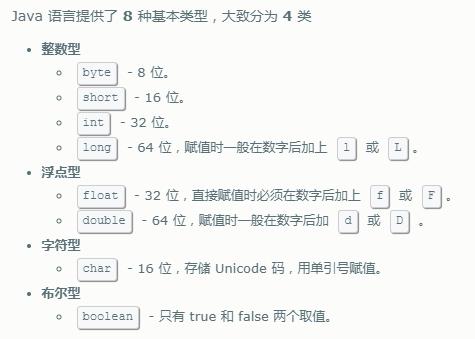 Java 语言提供了 8 种基本类型，大致分为 4 类
整数型
byte - 8 位。
short - 16 位。
int - 32 位。
long - 64 位，赋值时一般在数字后加上 l 或 L 。
浮点型
float - 32 位，直接赋值时必须在数字后加上 f 或 F 。
double - 64 位，赋值时一般在数字后加 d 或 D 。
字符型
char - 16 位，存储 Unicode 码，用单引号赋值。
布尔型
boolean - 只有 true 和 false 两个取值。